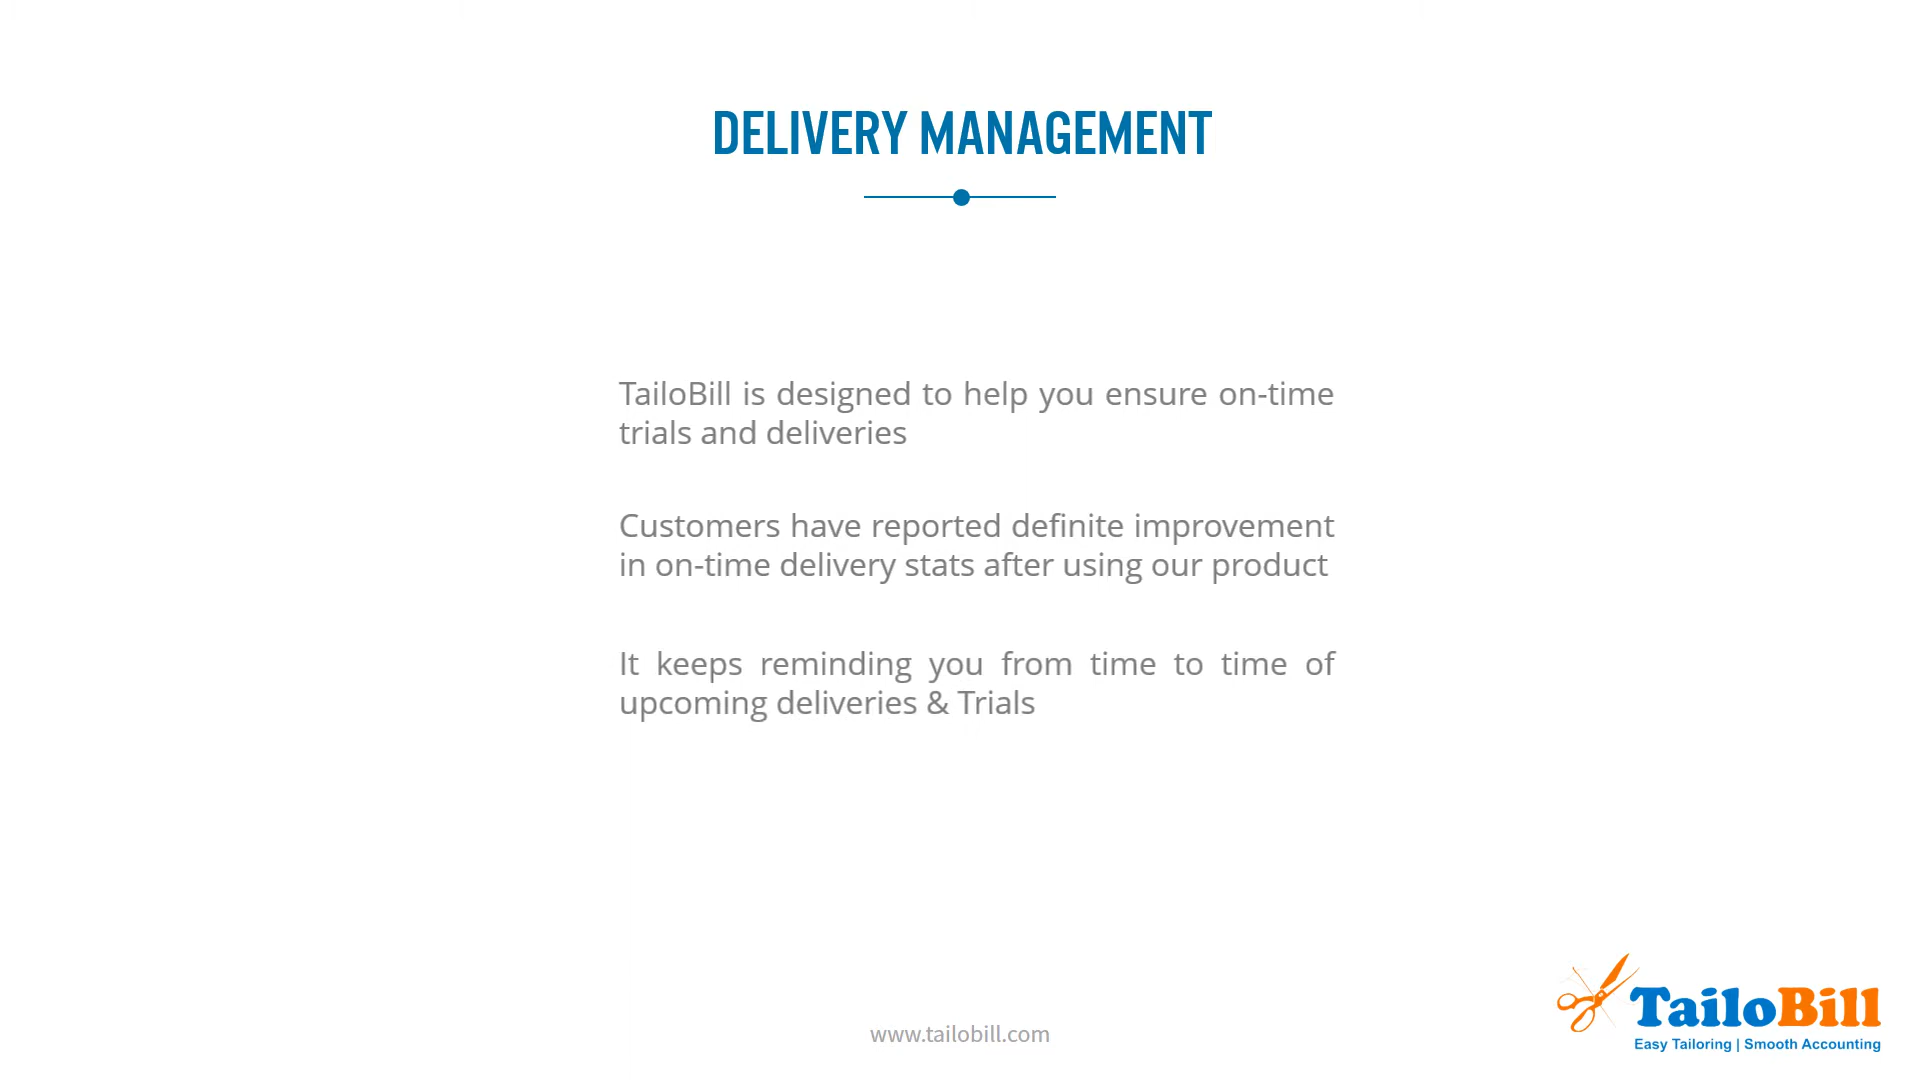 DELIVERY MANAGEMENT
TailoBill is designed to help you ensure on-time
trials and deliveries
Customers have reported definite improvement
in on-time delivery stats after using our product
It keeps reminding you from time to time of
upcoming deliveries & Trials
www.tailobill.com
TailoBill
Easy Tailoring | Smooth Accounting